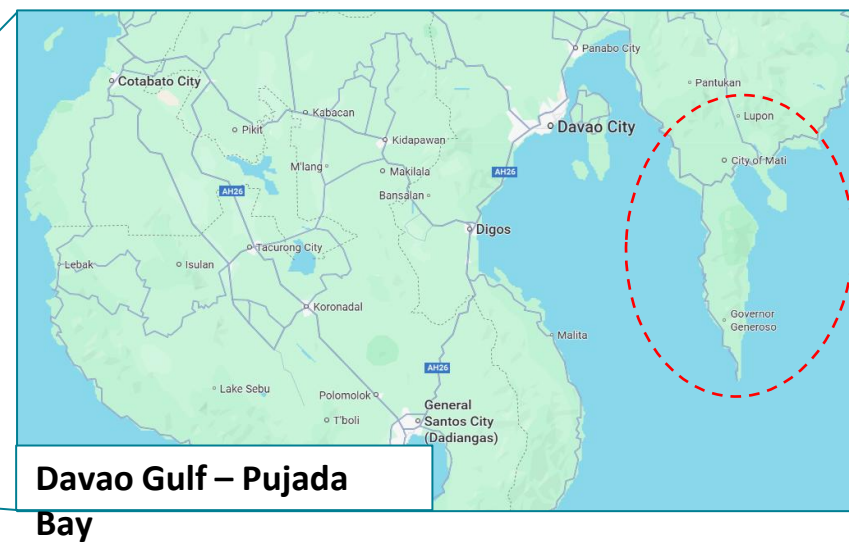 Panabo City
Cotabato City
Pantukan
Kabacan
Lupon
Pikit
Davao City
Kidapawan
City of Mati
M'lang
Makilala
AH26
AH26
Bansalan
Digos
Tacurong City
Lebak
Isulan
Koronadal
Governor
Generoso
Malita
AH26
Lake Sebu
Polomolok
General
Santos City
(Dadiangas)
T'boli
Davao Gulf – Pujada
Bay